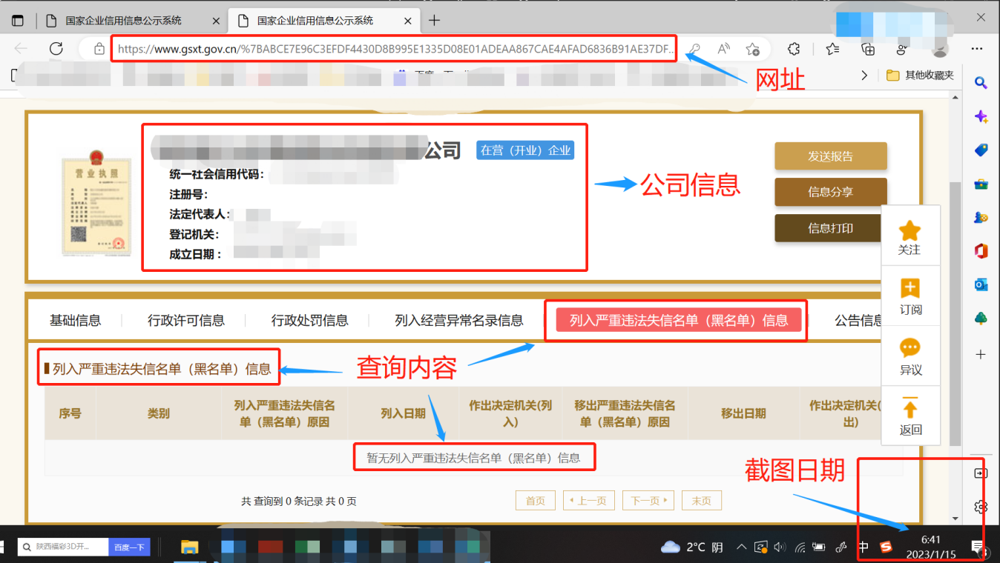 国家企业信用信息公示系统
国家企业信用信息公示系统
https://www.gsxt.gov.cn/%7BABCE7E96C3EFDF4430D8B995E1335D08E01ADEAA867CAE4AFAD6836B91AE37DF...
网址
其他收藏夹
营业执照
公司
在营（开业）企业
统一社会信用代码：
注册号：
法定代表人：
登记机关：
成立日期：
公司信息
发送报告
信息分享
信息打印
关注
订阅
异议
返回
基础信息
行政许可信息
行政处罚信息
列入经营异常名录信息
列入严重违法失信名单（黑名单）信息
公告信息
列入严重违法失信名单（黑名单）信息
查询内容
序号
类别
列入严重违法失信名
单（黑名单）原因
列入日期
作出决定机关(列
入)
移出严重违法失信名
单（黑名单）原因
移出日期
作出决定机关(
出)
暂无列入严重违法失信名单（黑名单）信息
截图日期
共 查询到 0 条记录 共 0 页
首页
上一页
下一页
末页
陕西福彩3D开...
百度一下
2°C 阴
中
6:41
2023/1/15
3